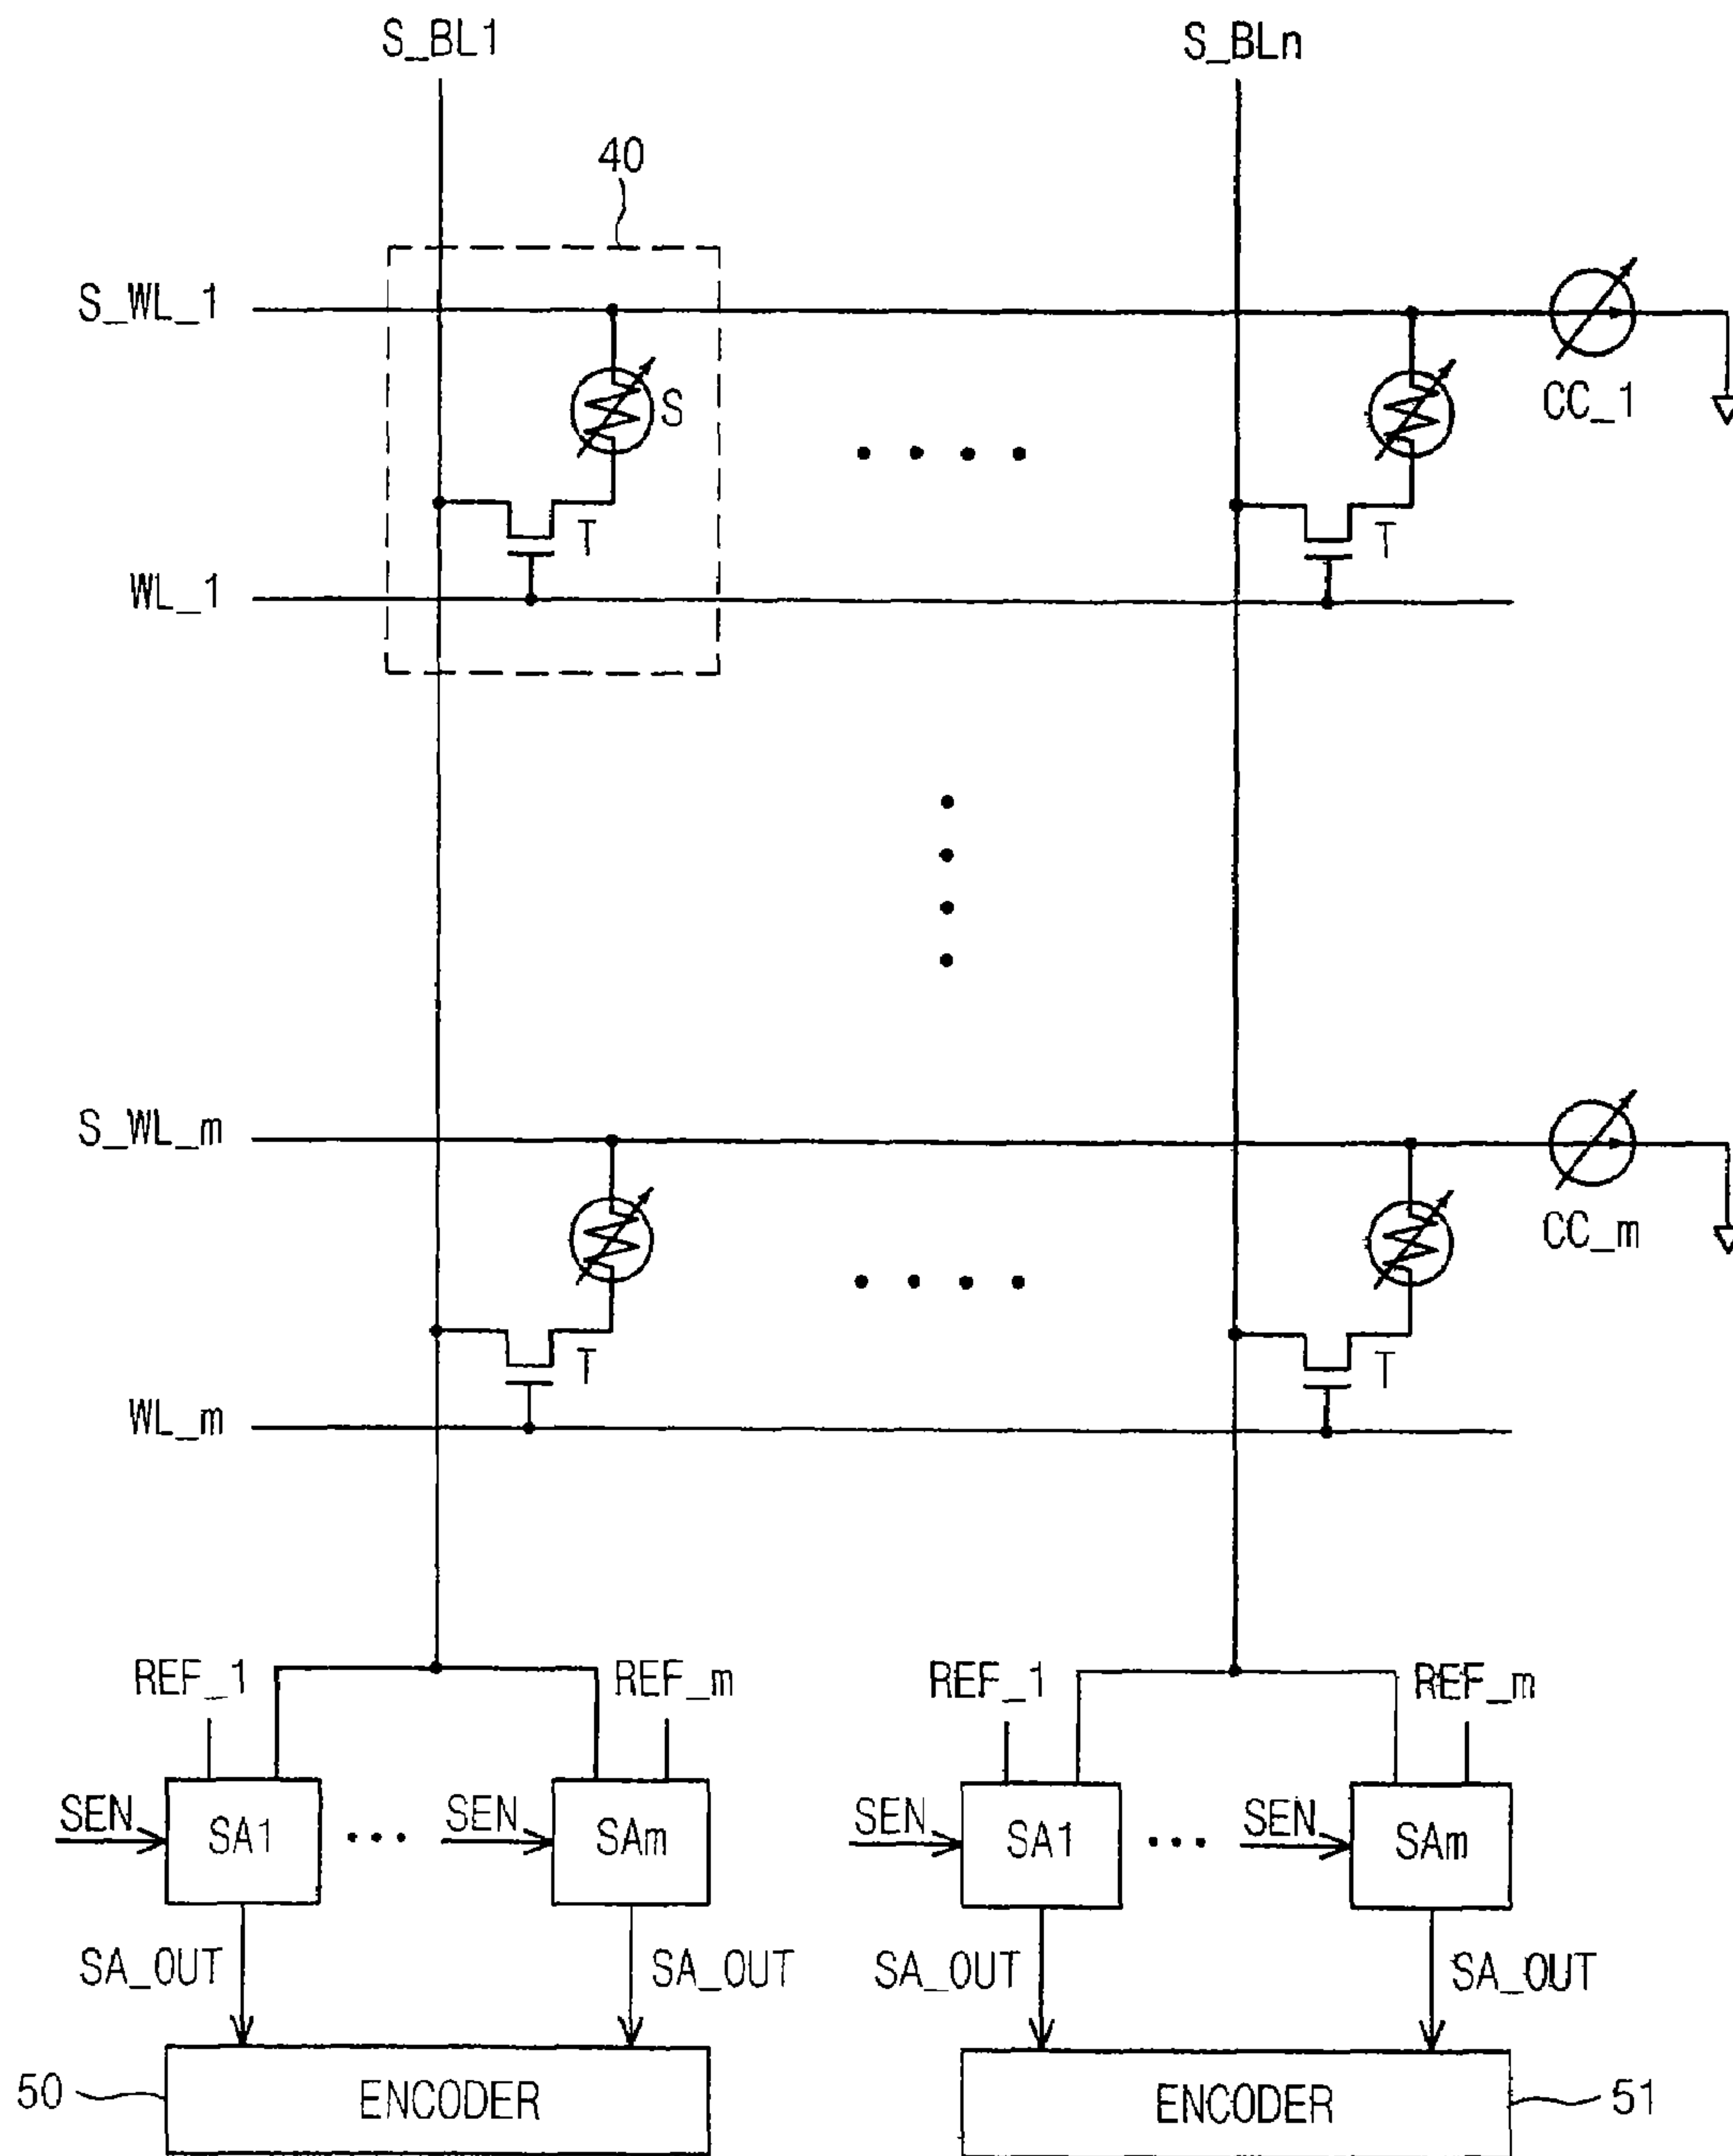 S_BL1 S_BLn
40
S_WL_1
S
CC_1
T T
WL_1
S_WL_m
CC_m
T T
WL_m
REF_1 REF_m REF_1 REF_m
SEN SA1 SEN SAm SEN SA1 SEN SAm
SA_OUT SA_OUT SA_OUT SA_OUT
50 ENCODER ENCODER 51